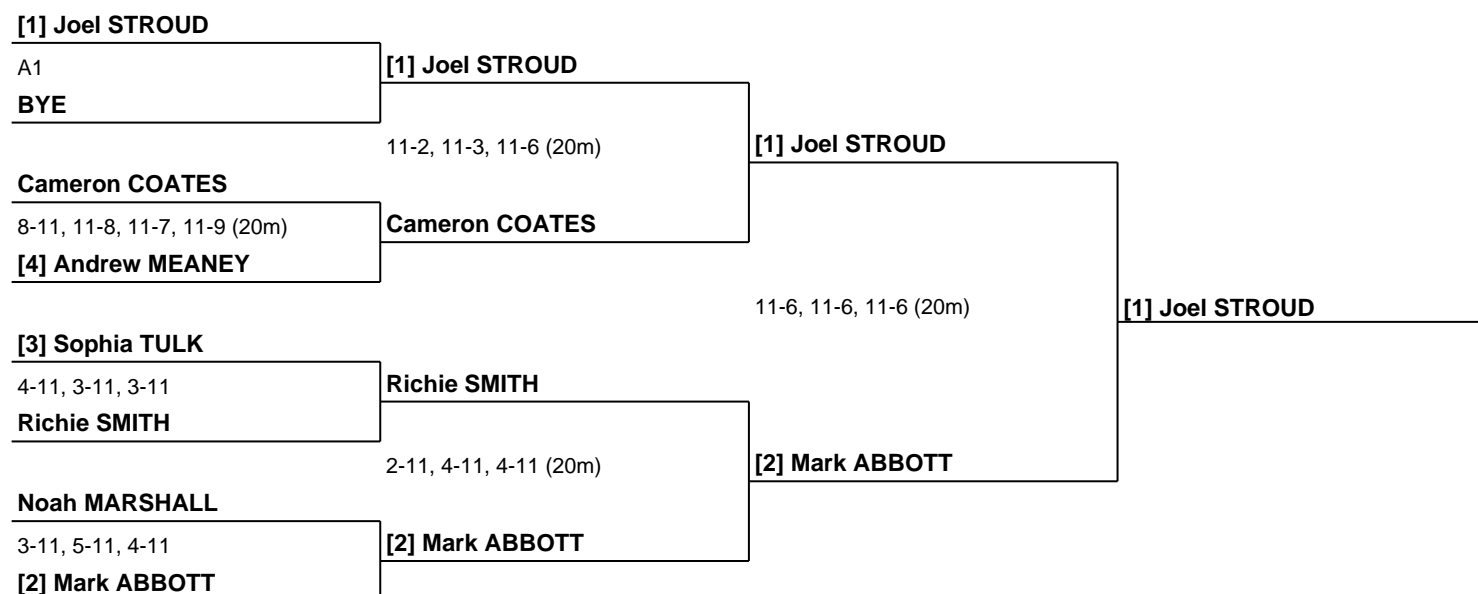 [1] Joel STROUD
A1
[1] Joel STROUD
BYE
11-2, 11-3, 11-6 (20m)
[1] Joel STROUD
Cameron COATES
8-11, 11-8, 11-7, 11-9 (20m)
Cameron COATES
[4] Andrew MEANEY
11-6, 11-6, 11-6 (20m)
[1] Joel STROUD
[3] Sophia TULK
4-11, 3-11, 3-11
Richie SMITH
Richie SMITH
2-11, 4-11, 4-11 (20m)
[2] Mark ABBOTT
Noah MARSHALL
3-11, 5-11, 4-11
[2] Mark ABBOTT
[2] Mark ABBOTT